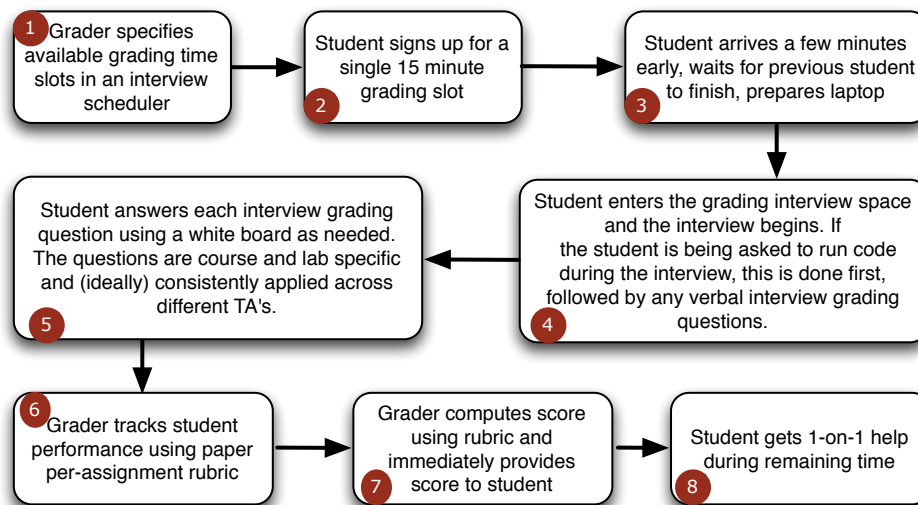 1
Grader specifies
available grading time
slots in an interview
scheduler
Student signs up for a
single 15 minute
grading slot
2
Student arrives a few minutes
early, waits for previous student
to finish, prepares laptop
3
Student enters the grading interview space
and the interview begins. If
the student is being asked to run code
during the interview, this is done first,
followed by any verbal interview grading
questions.
4
Student answers each interview grading
question using a white board as needed.
The questions are course and lab specific
and (ideally) consistently applied across
different TA's.
5
6
Grader tracks student
performance using paper
per-assignment rubric
Grader computes score
using rubric and
immediately provides
score to student
7
Student gets 1-on-1 help
during remaining time
8